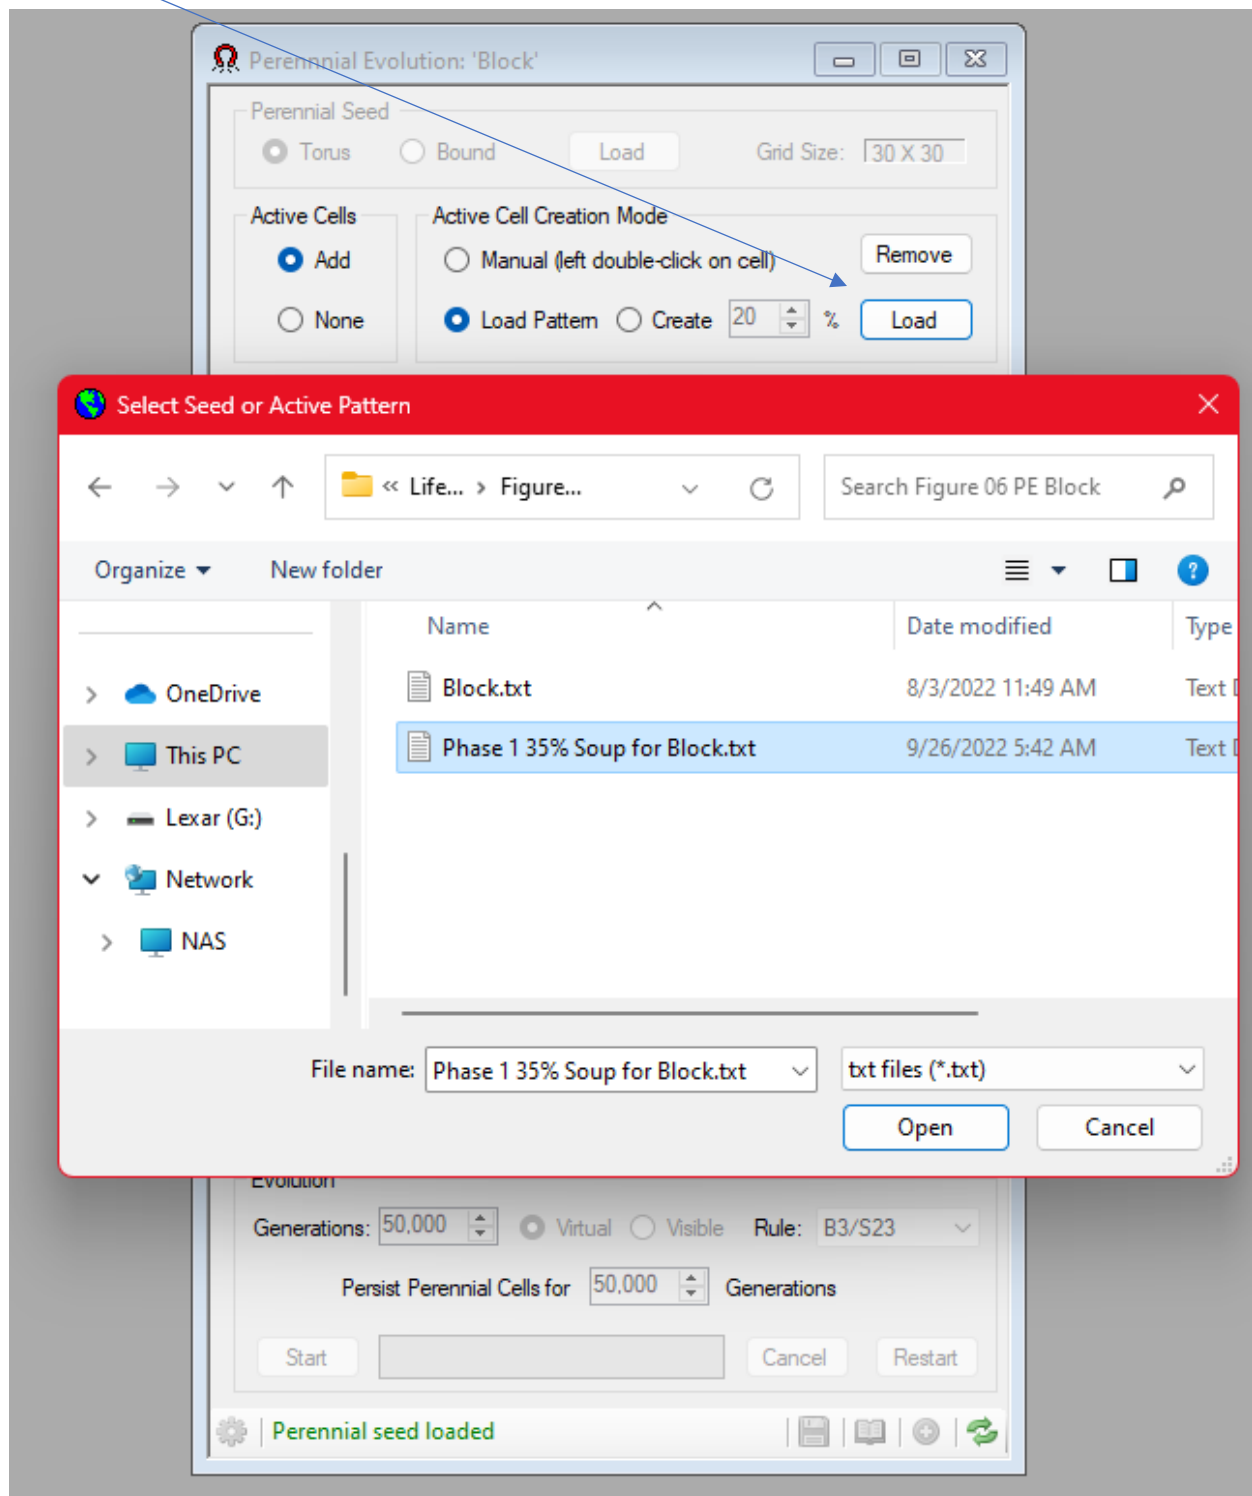 Perennnial Evolution: 'Block'
Perennial Seed
Torus Bound Load Grid Size: 30 X 30
Active Cells Active Cell Creation Mode
Add Manual (left double-click on cell) Remove
None Load Pattern Create 20 % Load
Select Seed or Active Pattern
« Life... › Figure... Search Figure 06 PE Block
Organize New folder
Name Date modified Type
Block.txt 8/3/2022 11:49 AM Text
Phase 1 35% Soup for Block.txt 9/26/2022 5:42 AM Text
OneDrive
This PC
Lexar (G:)
Network
NAS
File name: Phase 1 35% Soup for Block.txt txt files (*.txt)
Open Cancel
Evolution
Generations: 50,000 Virtual Visible Rule: B3/S23
Persist Perennial Cells for 50,000 Generations
Start Cancel Restart
Perennial seed loaded